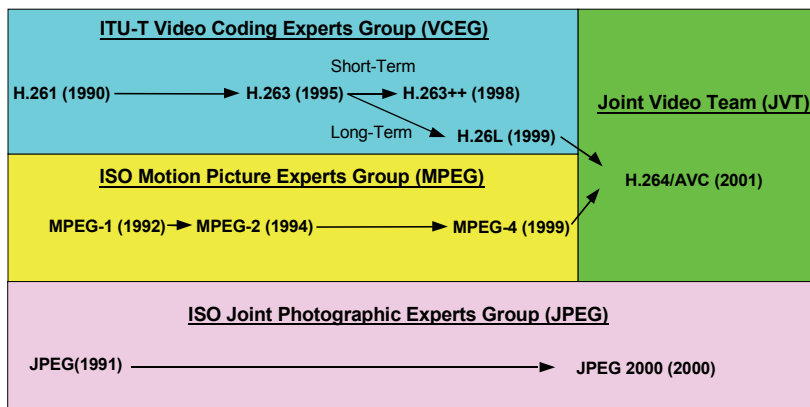 ITU-T Video Coding Experts Group (VCEG)
Short-Term
H.261 (1990)
H.263 (1995)
H.263++ (1998)
Long-Term
H.26L (1999)
Joint Video Team (JVT)
H.264/AVC (2001)
ISO Motion Picture Experts Group (MPEG)
MPEG-1 (1992)
MPEG-2 (1994)
MPEG-4 (1999)
ISO Joint Photographic Experts Group (JPEG)
JPEG(1991)
JPEG 2000 (2000)